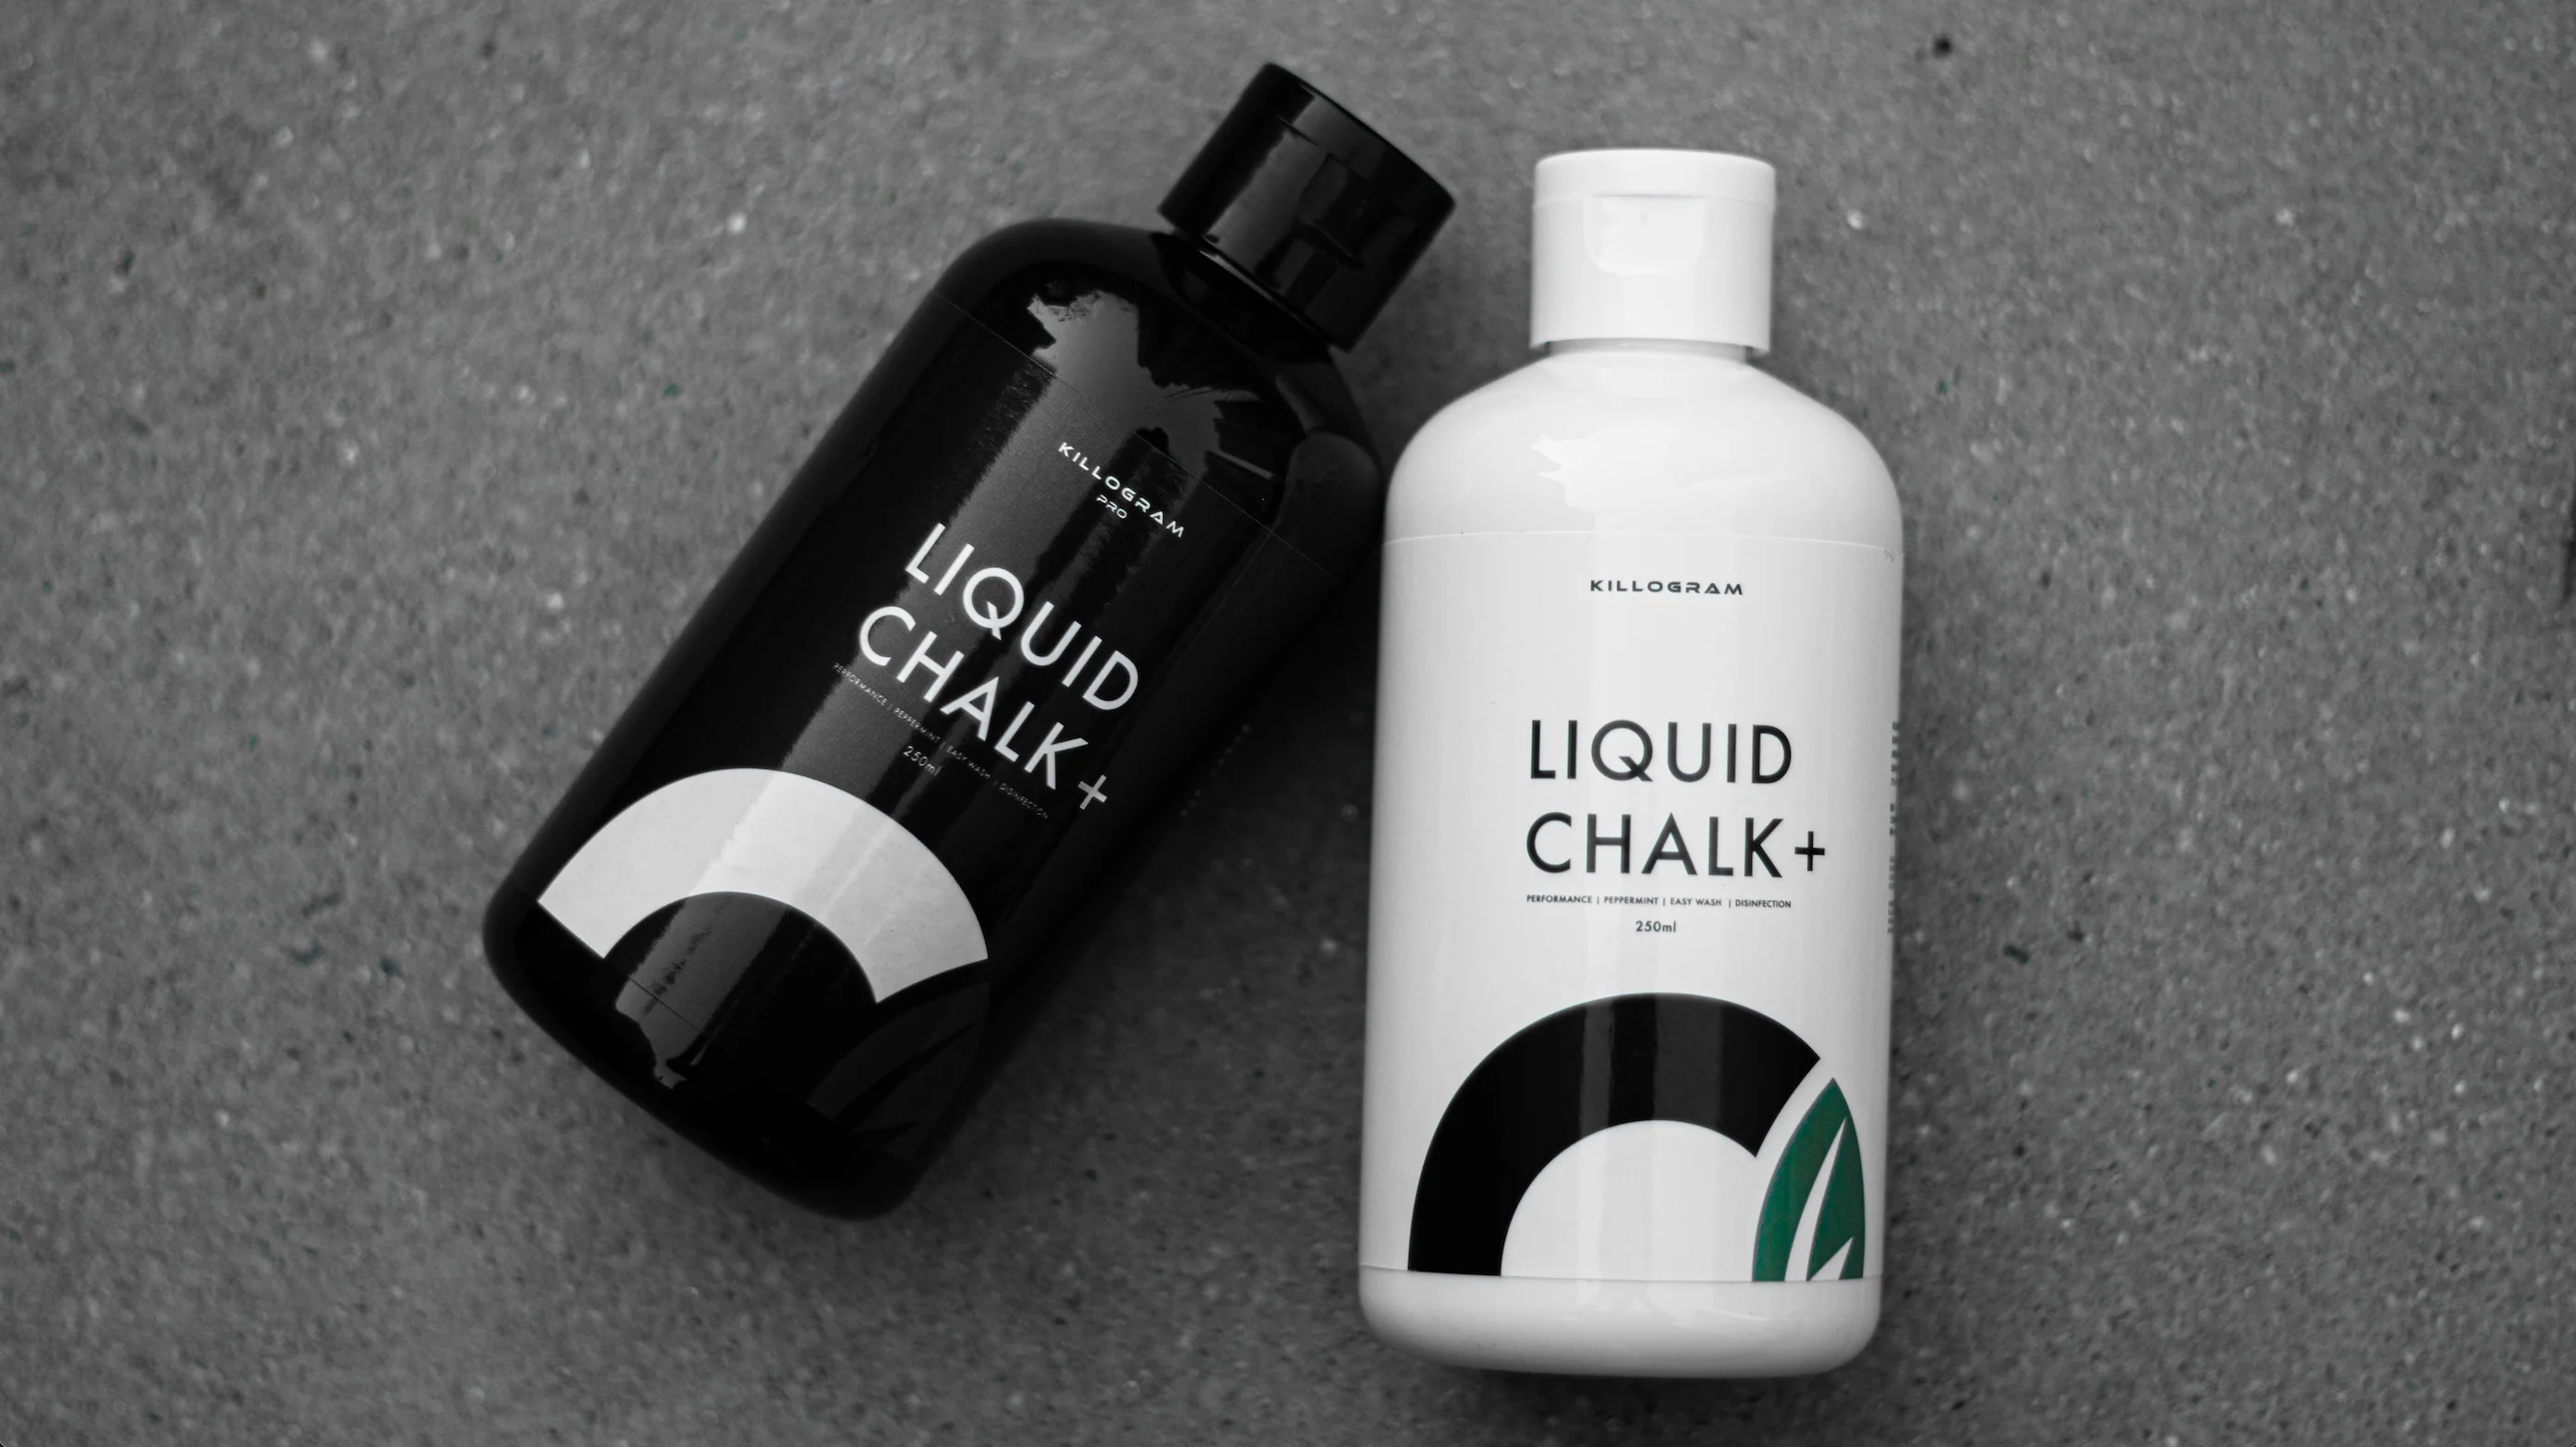 KILLOGRAM
PRO
LIQUID
CHALK+
PERFORMANCE | PEPPERMINT | EASY WASH | DISINFECTION
250ml
KILLOGRAM
LIQUID
CHALK+
PERFORMANCE | PEPPERMINT | EASY WASH | DISINFECTION
250ml